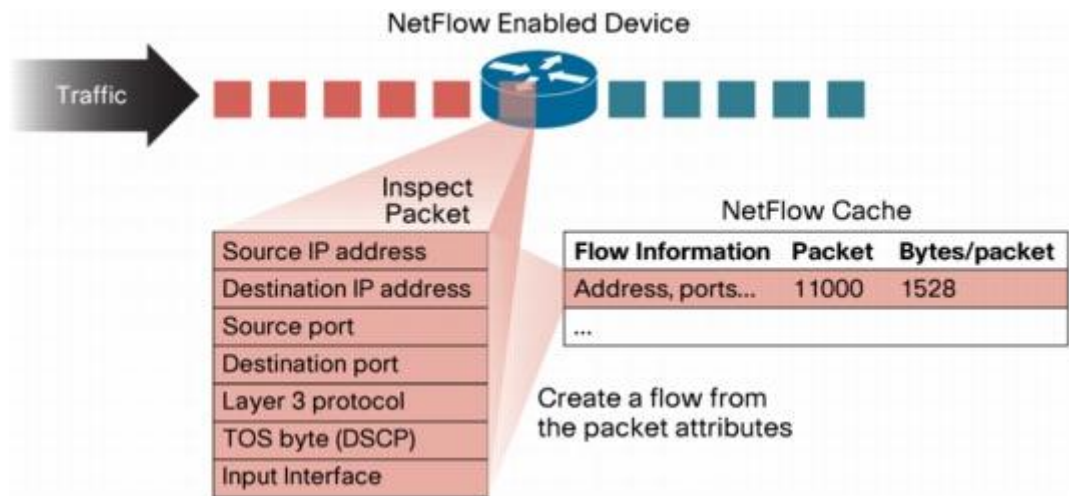 NetFlow Enabled Device
Traffic
Inspect
Packet
Source IP address
Destination IP address
Source port
Destination port
Layer 3 protocol
TOS byte (DSCP)
Input Interface
NetFlow Cache
Flow Information Packet Bytes/packet
Address, ports... 11000 1528
...
Create a flow from
the packet attributes